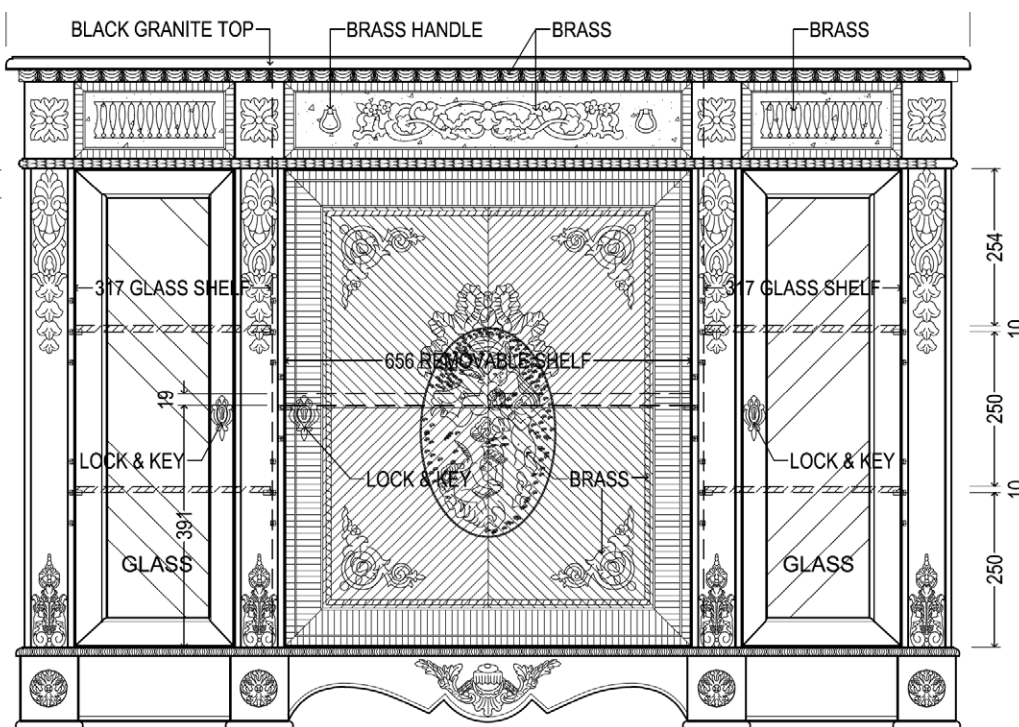 BLACK GRANITE TOP
BRASS HANDLE
BRASS
BRASS
254
317 GLASS SHELF
317 GLASS SHELF
10
656 REMOVABLE SHELF
19
250
LOCK & KEY
LOCK & KEY
BRASS
LOCK & KEY
10
391
GLASS
GLASS
250